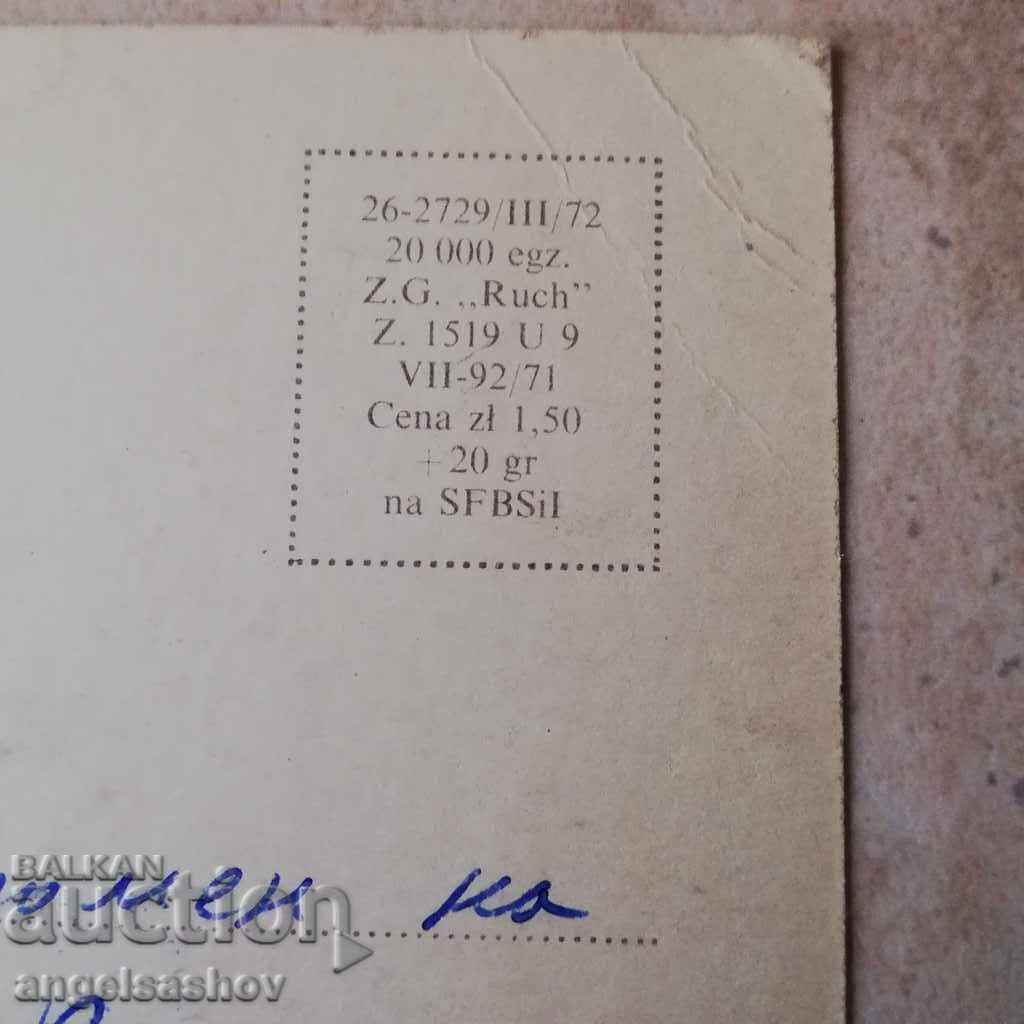 26-2729/III/72
20 000 egz.
Z.G. „Ruch”
Z. 1519 U 9
VII-92/71
Cena zł 1,50
+20 gr
na SFBSiI
BALKAN
auction
на
angelsashov